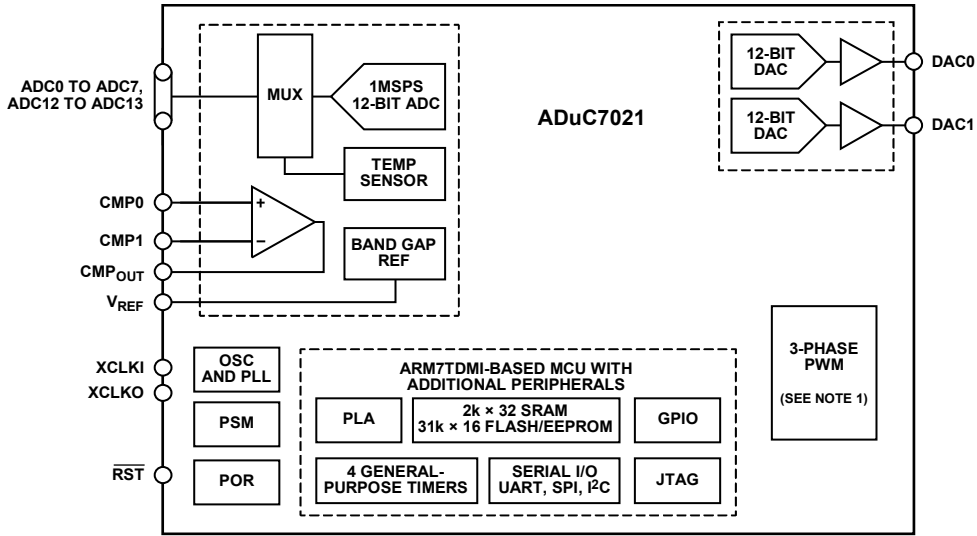 ADC0 TO ADC7,
ADC12 TO ADC13
MUX
1MSPS
12-BIT ADC
TEMP
SENSOR
CMP0
+
CMP1
−
CMPOUT
BAND GAP
REF
VREF
ADuC7021
12-BIT
DAC
DAC0
12-BIT
DAC
DAC1
XCLKI
XCLKO
OSC
AND PLL
PSM
RST
POR
ARM7TDMI-BASED MCU WITH
ADDITIONAL PERIPHERALS
PLA
2k × 32 SRAM
31k × 16 FLASH/EEPROM
GPIO
4 GENERAL-
PURPOSE TIMERS
SERIAL I/O
UART, SPI, I2C
JTAG
3-PHASE
PWM
(SEE NOTE 1)